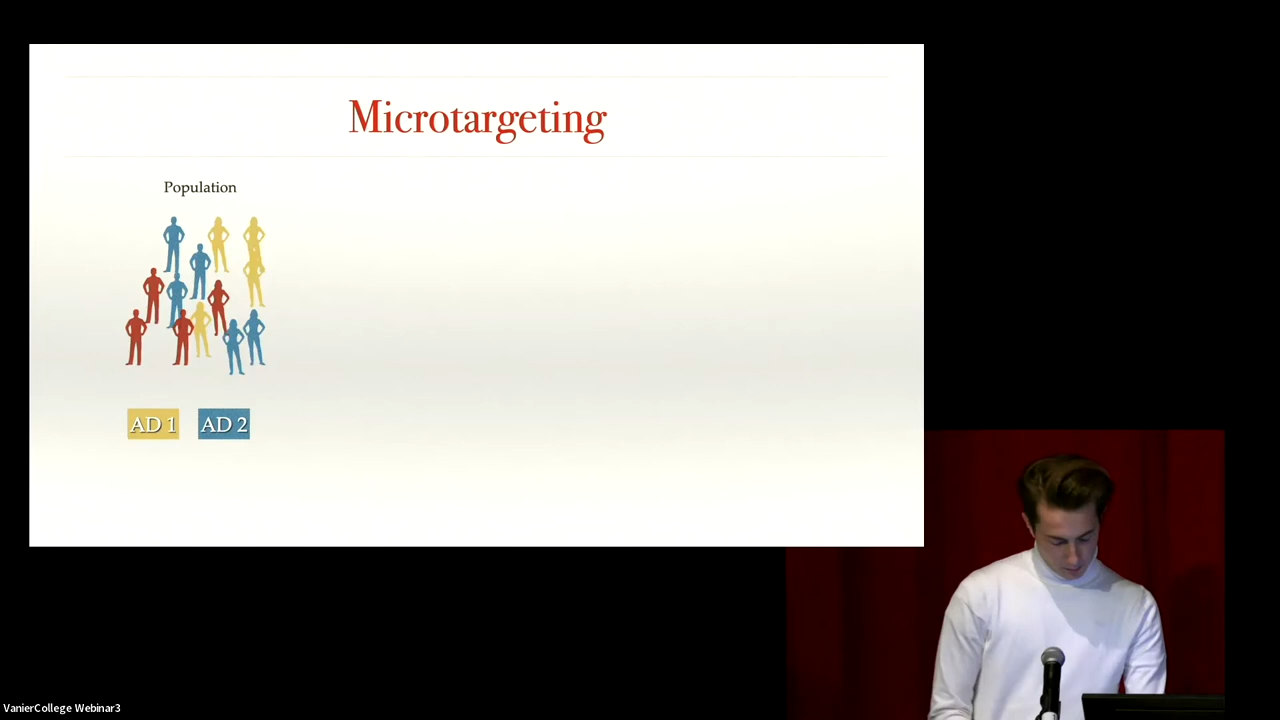 Microtargeting
Population
AD 1 AD 2
VanierCollege Webinar3